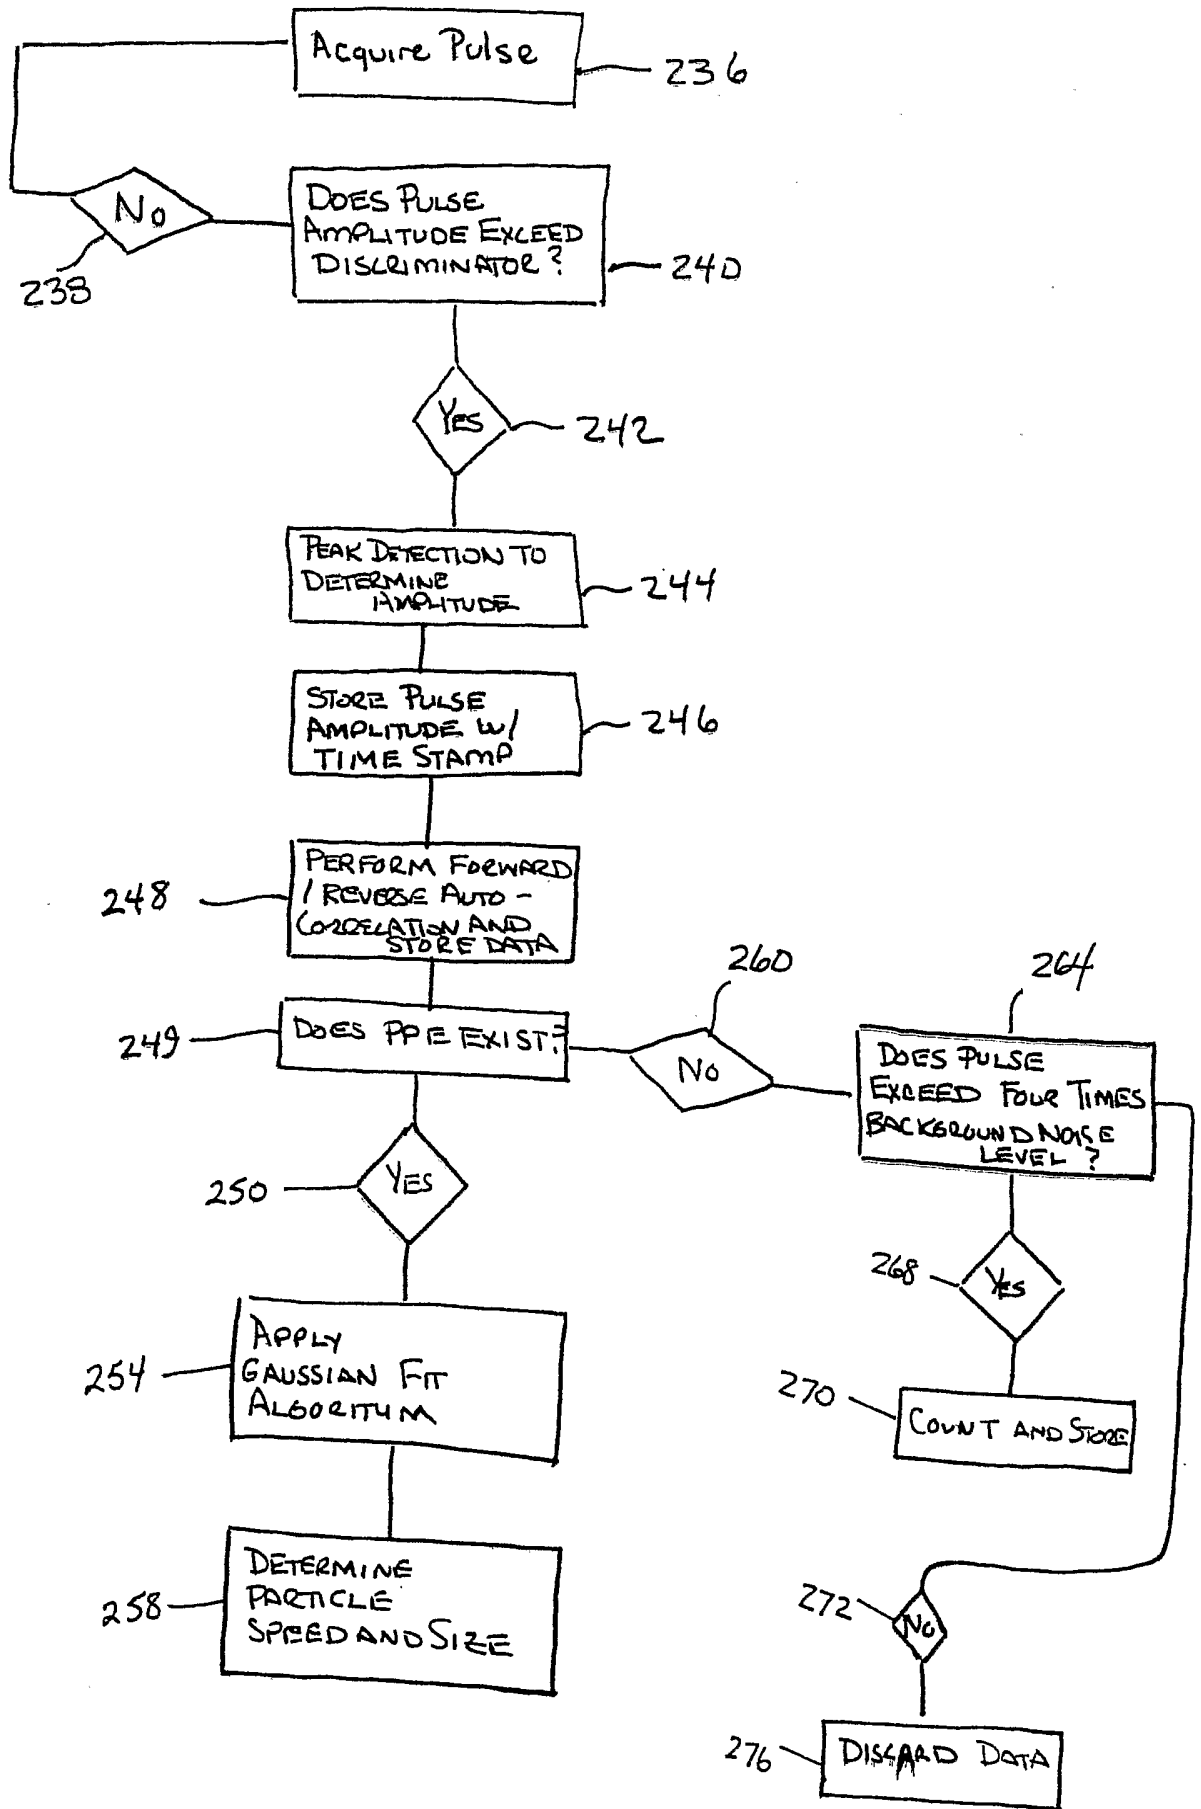 Acquire Pulse
236
No
238
DOES PULSE
AMPLITUDE EXCEED
DISCRIMINATOR?
240
YES
242
PEAK DETECTION TO
DETERMINE
AMPLITUDE
244
STORE PULSE
AMPLITUDE W/
TIME STAMP
246
PERFORM FORWARD
/ REVERSE AUTO-
CORRELATION AND
STORE DATA
248
DOES PPE EXIST?
249
NO
260
DOES PULSE
EXCEED FOUR TIMES
BACKGROUND NOISE
LEVEL?
264
YES
250
YES
268
APPLY
GAUSSIAN FIT
ALGORITUM
254
COUNT AND STORE
270
DETERMINE
PARTICLE
SPEED AND SIZE
258
NO
272
DISCARD DATA
276